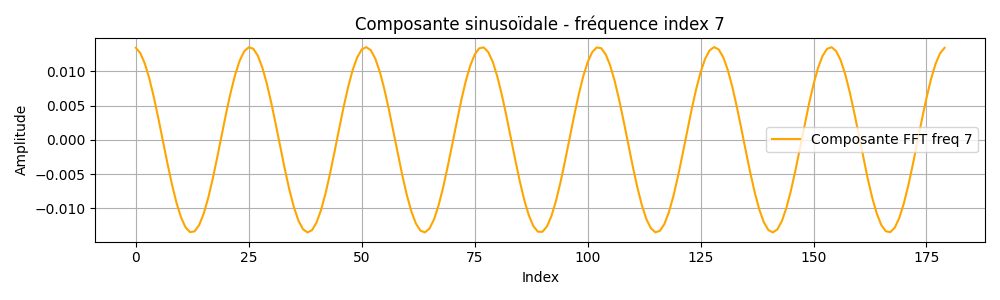 Composante sinusoïdale - fréquence index 7
Amplitude
0.010
0.005
0.000
−0.005
−0.010
Composante FFT freq 7
0 25 50 75 100 125 150 175
Index